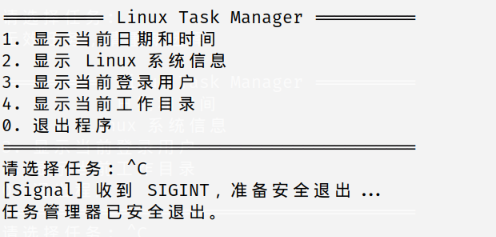 ========== Linux Task Manager ==========
1. 显示当前日期和时间
2. 显示 Linux 系统信息
3. 显示当前登录用户
4. 显示当前工作目录
0. 退出程序
========================================
请选择任务: ^C
[Signal] 收到 SIGINT，准备安全退出 ...
任务管理器已安全退出。